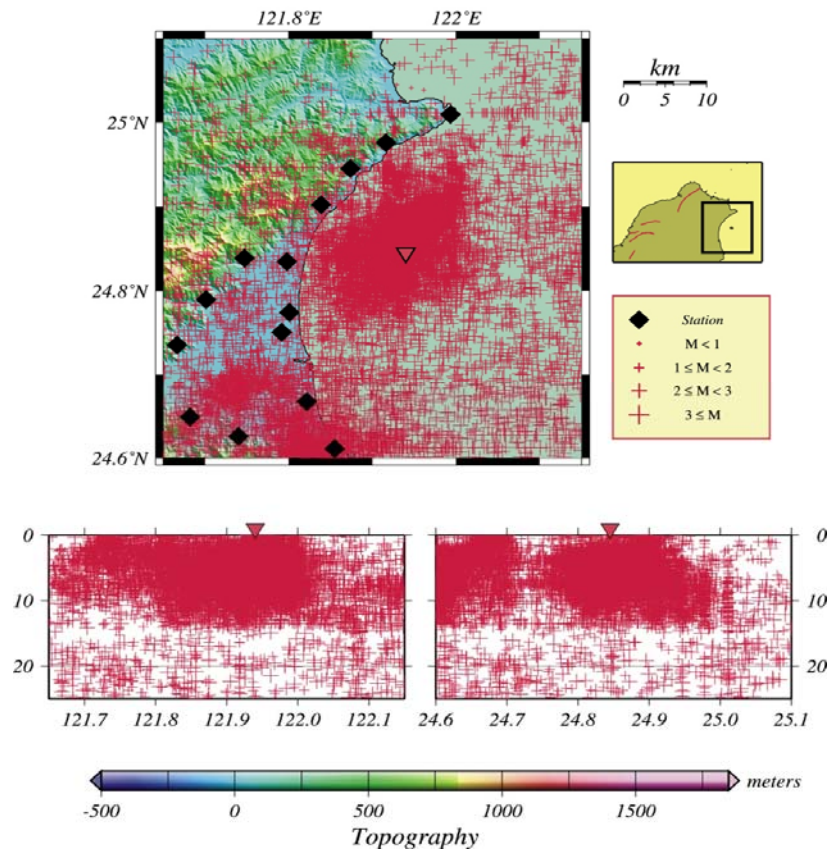 121.8°E 122°E
km
0 10
25°N
24.8°N
24.6°N
Station
M < 1
1 ≤ M < 2
2 ≤ M < 3
3 ≤ M
0 0
10 10
20 20
121.7 121.8 121.9 122.0 122.1 24.6 24.7 24.8 24.9 25.0 25.1
meters
-500 0 500 1000 1500
Topography